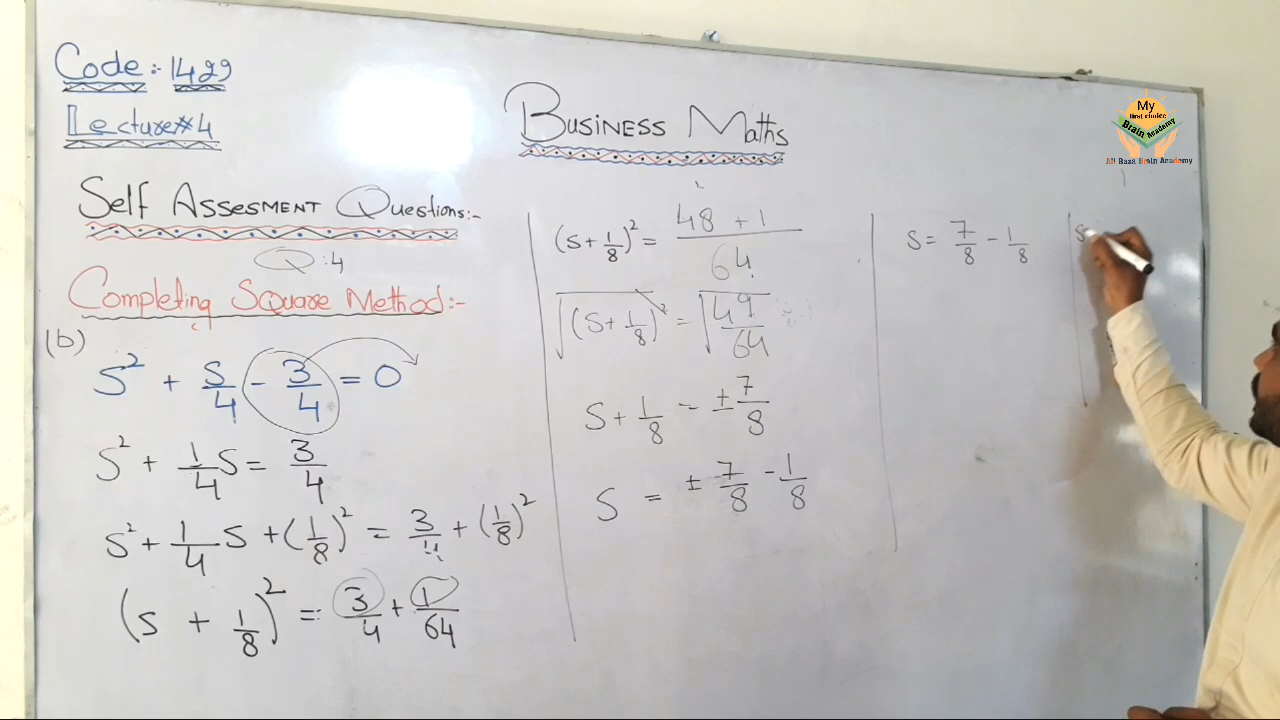 Code:- 1429
Lecture#4
Business Maths
My
first choice
Brain Academy
Ali Raza Brain Academy
Self Assesment Questions:-
Q:4
Completing Square Method:-
(b)
S² + S/4 - 3/4 = 0
S² + 1/4 S = 3/4
S² + 1/4 S + (1/8)² = 3/4 + (1/8)²
(S + 1/8)² = 3/4 + 1/64
(S + 1/8)² = 48 + 1/64
√(S + 1/8)² = √49/64
S + 1/8 = ± 7/8
S = ± 7/8 - 1/8
S = 7/8 - 1/8
S